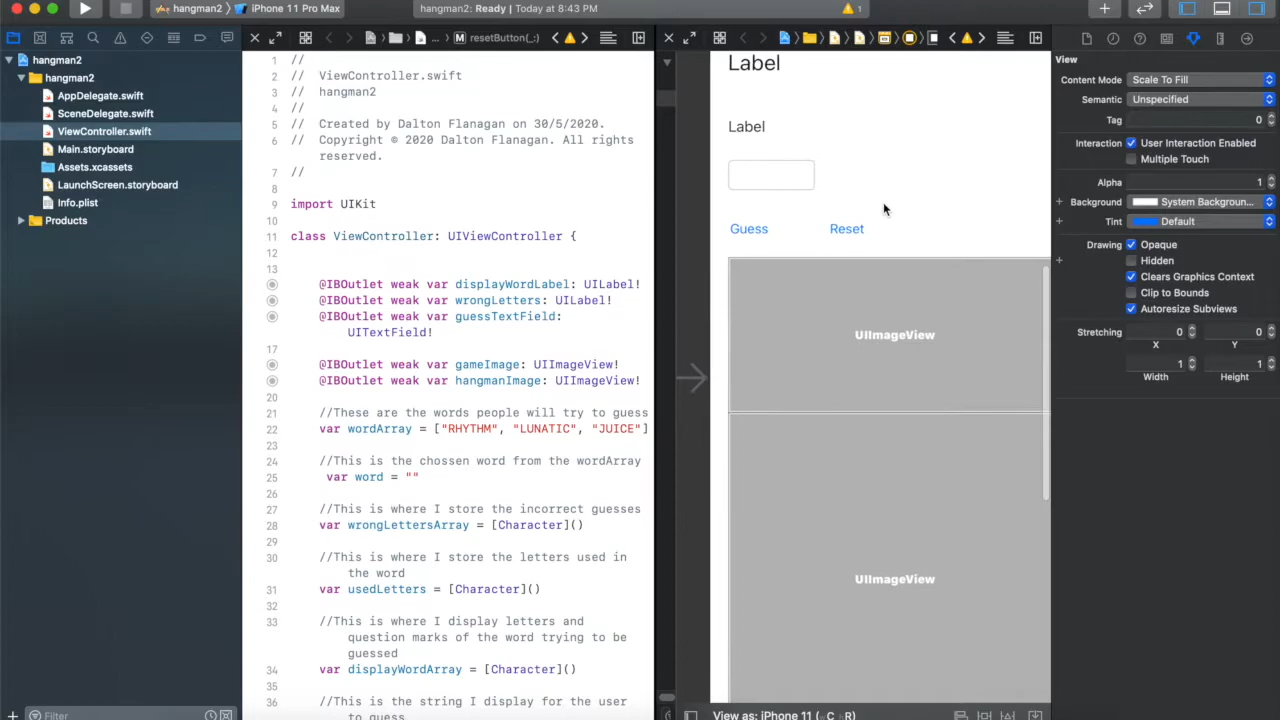 hangman2 〉 iPhone 11 Pro Max
hangman2: Ready | Today at 8:43 PM
1
hangman2
hangman2
AppDelegate.swift
SceneDelegate.swift
ViewController.swift
Main.storyboard
Assets.xcassets
LaunchScreen.storyboard
Info.plist
Products
Filter
... M resetButton(_:)
1 //
2 // ViewController.swift
3 // hangman2
4 //
5 // Created by Dalton Flanagan on 30/5/2020.
6 // Copyright © 2020 Dalton Flanagan. All rights
reserved.
7 //
8
9 import UIKit
10
11 class ViewController: UIViewController {
12
13
@IBOutlet weak var displayWordLabel: UILabel!
@IBOutlet weak var wrongLetters: UILabel!
@IBOutlet weak var guessTextField:
UITextField!
17
@IBOutlet weak var gameImage: UIImageView!
@IBOutlet weak var hangmanImage: UIImageView!
20
21 //These are the words people will try to guess
22 var wordArray = ["RHYTHM", "LUNATIC", "JUICE"]
23
24 //This is the chossen word from the wordArray
25 var word = ""
26
27 //This is where I store the incorrect guesses
28 var wrongLettersArray = [Character]()
29
30 //This is where I store the letters used in
the word
31 var usedLetters = [Character]()
32
33 //This is where I display letters and
question marks of the word trying to be
guessed
34 var displayWordArray = [Character]()
35
36 //This is the string I display for the user
to guess
Label
Label
Guess Reset
UIImageView
UIImageView
View as: iPhone 11 (wC hR)
View
Content Mode Scale To Fill
Semantic Unspecified
Tag 0
Interaction User Interaction Enabled
Multiple Touch
Alpha 1
Background System Backgroun...
Tint Default
Drawing Opaque
Hidden
Clears Graphics Context
Clip to Bounds
Autoresize Subviews
Stretching 0 0
X Y
1 1
Width Height